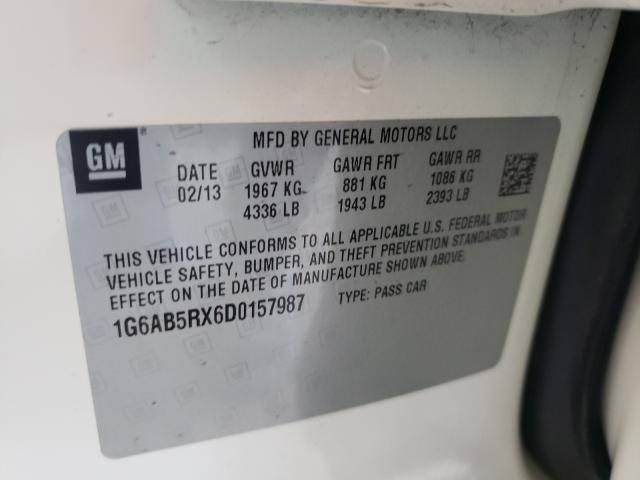 GM
MFD BY GENERAL MOTORS LLC
DATE GVWR GAWR FRT GAWR RR
02/13 1967 KG 881 KG 1086 KG
4336 LB 1943 LB 2393 LB
THIS VEHICLE CONFORMS TO ALL APPLICABLE U.S. FEDERAL MOTOR
VEHICLE SAFETY, BUMPER, AND THEFT PREVENTION STANDARDS IN
EFFECT ON THE DATE OF MANUFACTURE SHOWN ABOVE.
1G6AB5RX6D0157987 TYPE: PASS CAR